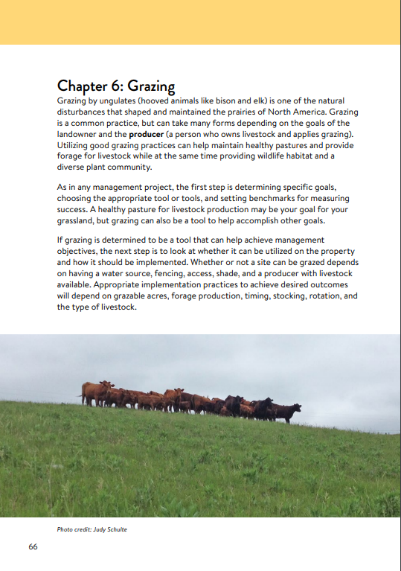 Chapter 6: Grazing
Grazing by ungulates (hooved animals like bison and elk) is one of the natural
disturbances that shaped and maintained the prairies of North America. Grazing
is a common practice, but can take many forms depending on the goals of the
landowner and the producer (a person who owns livestock and applies grazing).
Utilizing good grazing practices can help maintain healthy pastures and provide
forage for livestock while at the same time providing wildlife habitat and a
diverse plant community.
As in any management project, the first step is determining specific goals,
choosing the appropriate tool or tools, and setting benchmarks for measuring
success. A healthy pasture for livestock production may be your goal for your
grassland, but grazing can also be a tool to help accomplish other goals.
If grazing is determined to be a tool that can help achieve management
objectives, the next step is to look at whether it can be utilized on the property
and how it should be implemented. Whether or not a site can be grazed depends
on having a water source, fencing, access, shade, and a producer with livestock
available. Appropriate implementation practices to achieve desired outcomes
will depend on grazable acres, forage production, timing, stocking, rotation, and
the type of livestock.
Photo credit: Judy Schulte
66